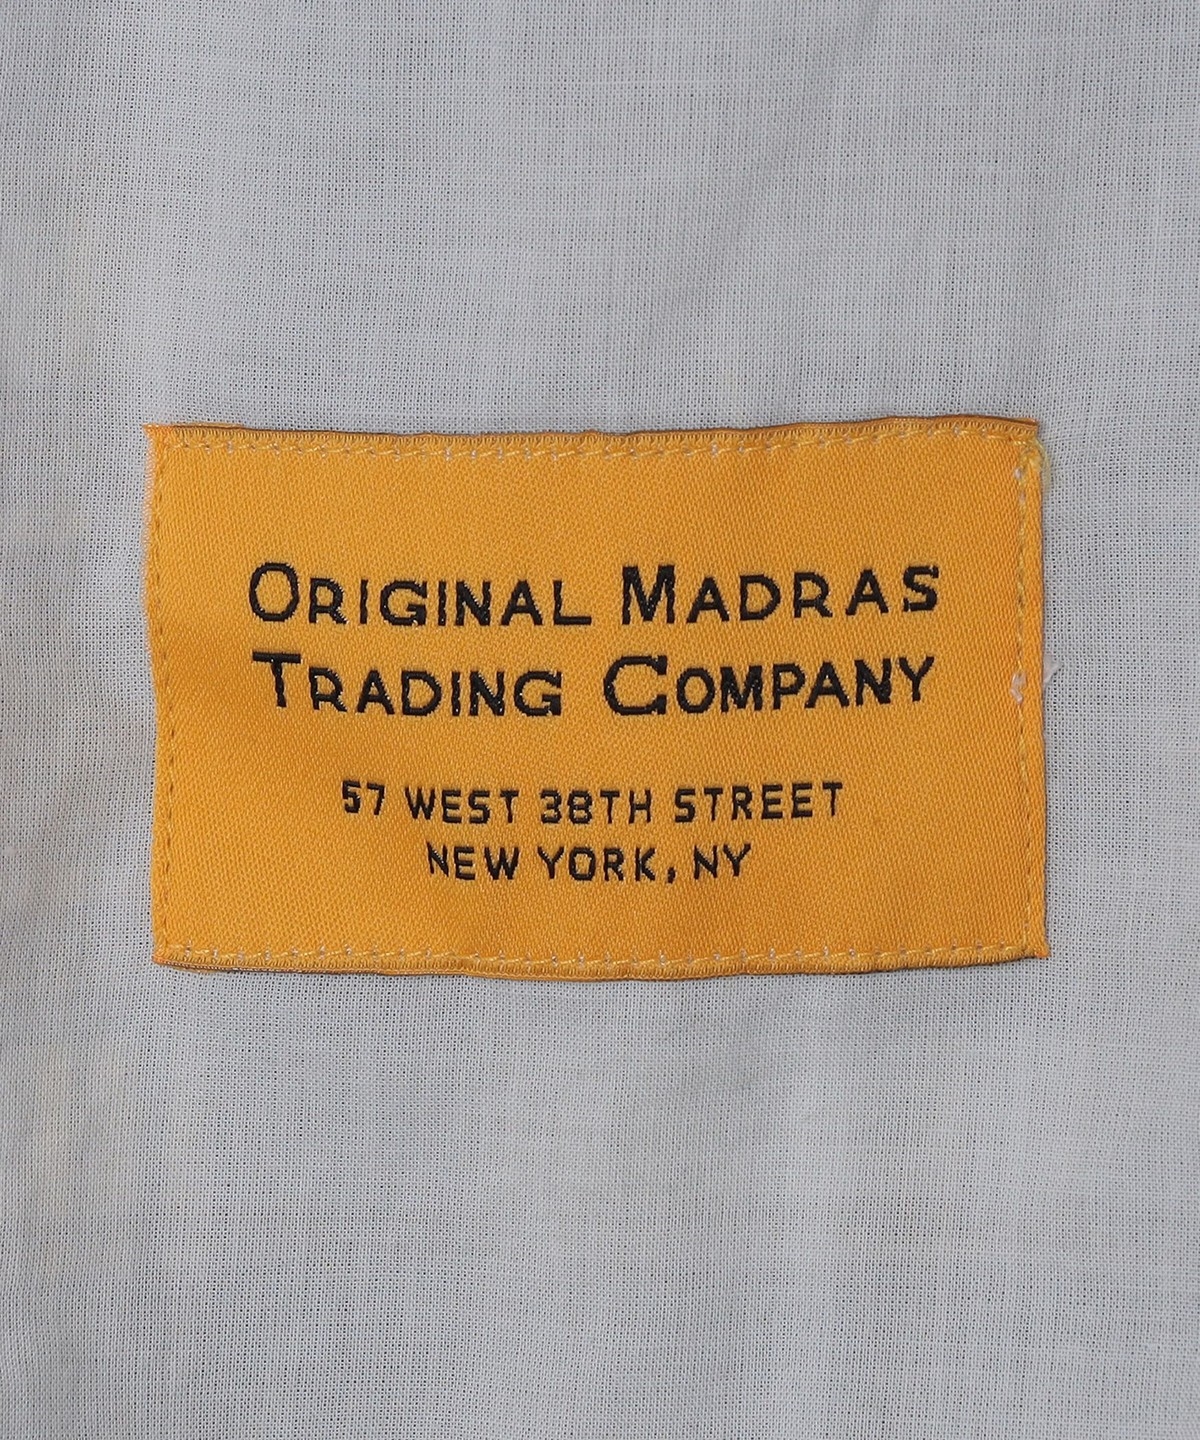 ORIGINAL MADRAS
TRADING COMPANY
57 WEST 38TH STREET
NEW YORK, NY